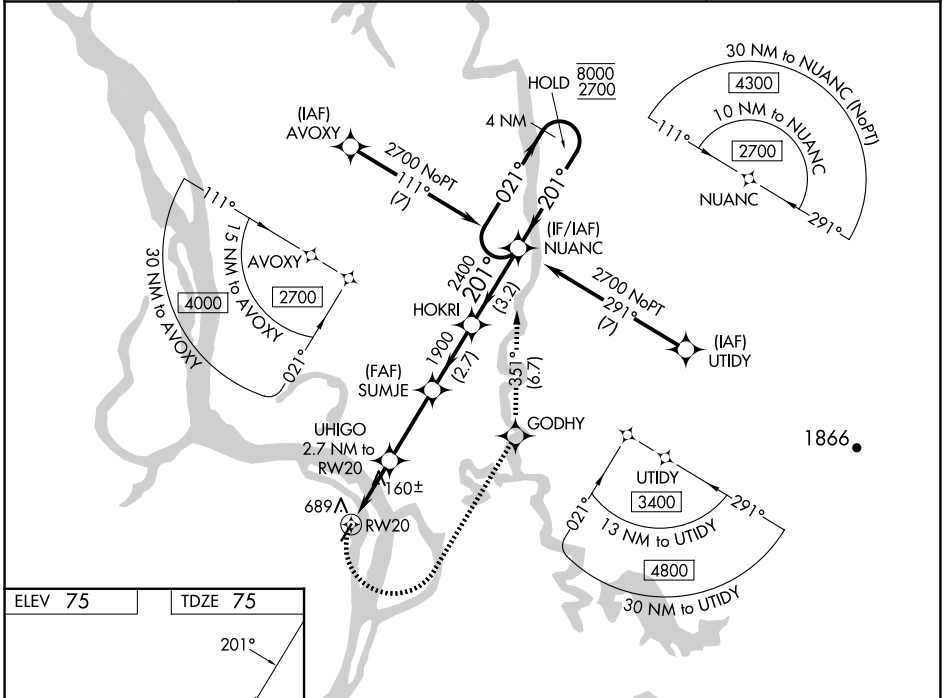 (IAF)
AVOXY
2700 NoPT
111°
(7)
HOLD 8000
2700
4 NM
021°
201°
(IF/IAF)
NUANC
30 NM to NUANC (NoPT)
4300
10 NM to NUANC
2700
111°
NUANC
291°
111°
15 NM to AVOXY
AVOXY
2700
30 NM to AVOXY
4000
021°
2400
201°
(3.2)
HOKRI
2700 NoPT
291°
(7)
(IAF)
UTIDY
1900
(2.7)
(FAF)
SUMJE
351°
(6.7)
GODHY
UHIGO
2.7 NM to
RW20
160±
689
RW20
1866
UTIDY
3400
021°
291°
13 NM to UTIDY
4800
30 NM to UTIDY
ELEV 75
TDZE 75
201°